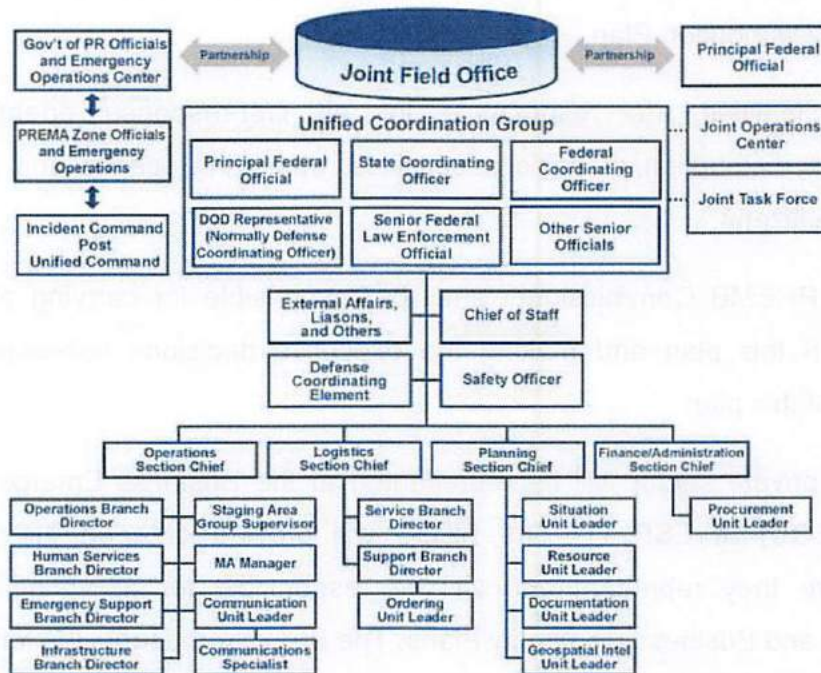 Gov't of PR Officials
and Emergency
Operations Center
Partnership
Joint Field Office
Partnership
Principal Federal
Official
PREMA Zone Officials
and Emergency
Operations
Incident Command
Post
Unified Command
Unified Coordination Group
Principal Federal
Official
State Coordinating
Officer
Federal
Coordinating
Officer
DOD Representative
(Normally Defense
Coordinating Officer)
Senior Federal
Law Enforcement
Official
Other Senior
Officials
Joint Operations
Center
Joint Task Force
External Affairs,
Liasons,
and Others
Chief of Staff
Defense
Coordinating
Element
Safety Officer
Operations
Section Chief
Logistics
Section Chief
Planning
Section Chief
Finance/Administration
Section Chief
Operations Branch
Director
Human Services
Branch Director
Emergency Support
Branch Director
Infrastructure
Branch Director
Staging Area
Group Supervisor
MA Manager
Communication
Unit Leader
Communications
Specialist
Service Branch
Director
Support Branch
Director
Ordering
Unit Leader
Situation
Unit Leader
Resource
Unit Leader
Documentation
Unit Leader
Geospatial Intel
Unit Leader
Procurement
Unit Leader